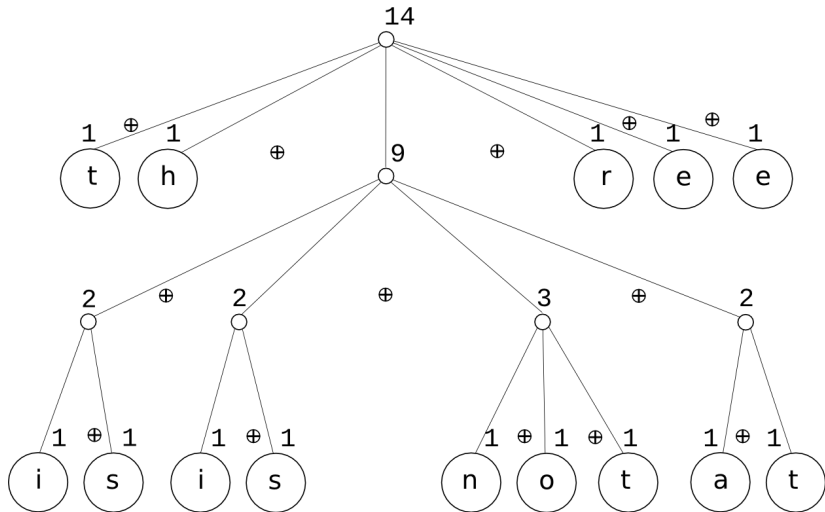 14
1 ⊕ 1 ⊕ 9 ⊕ 1 ⊕ 1 ⊕ 1
t h r e e
2 ⊕ 2 ⊕ 3 ⊕ 2
1 ⊕ 1 1 ⊕ 1 1 ⊕ 1 ⊕ 1 1 ⊕ 1
i s i s n o t a t